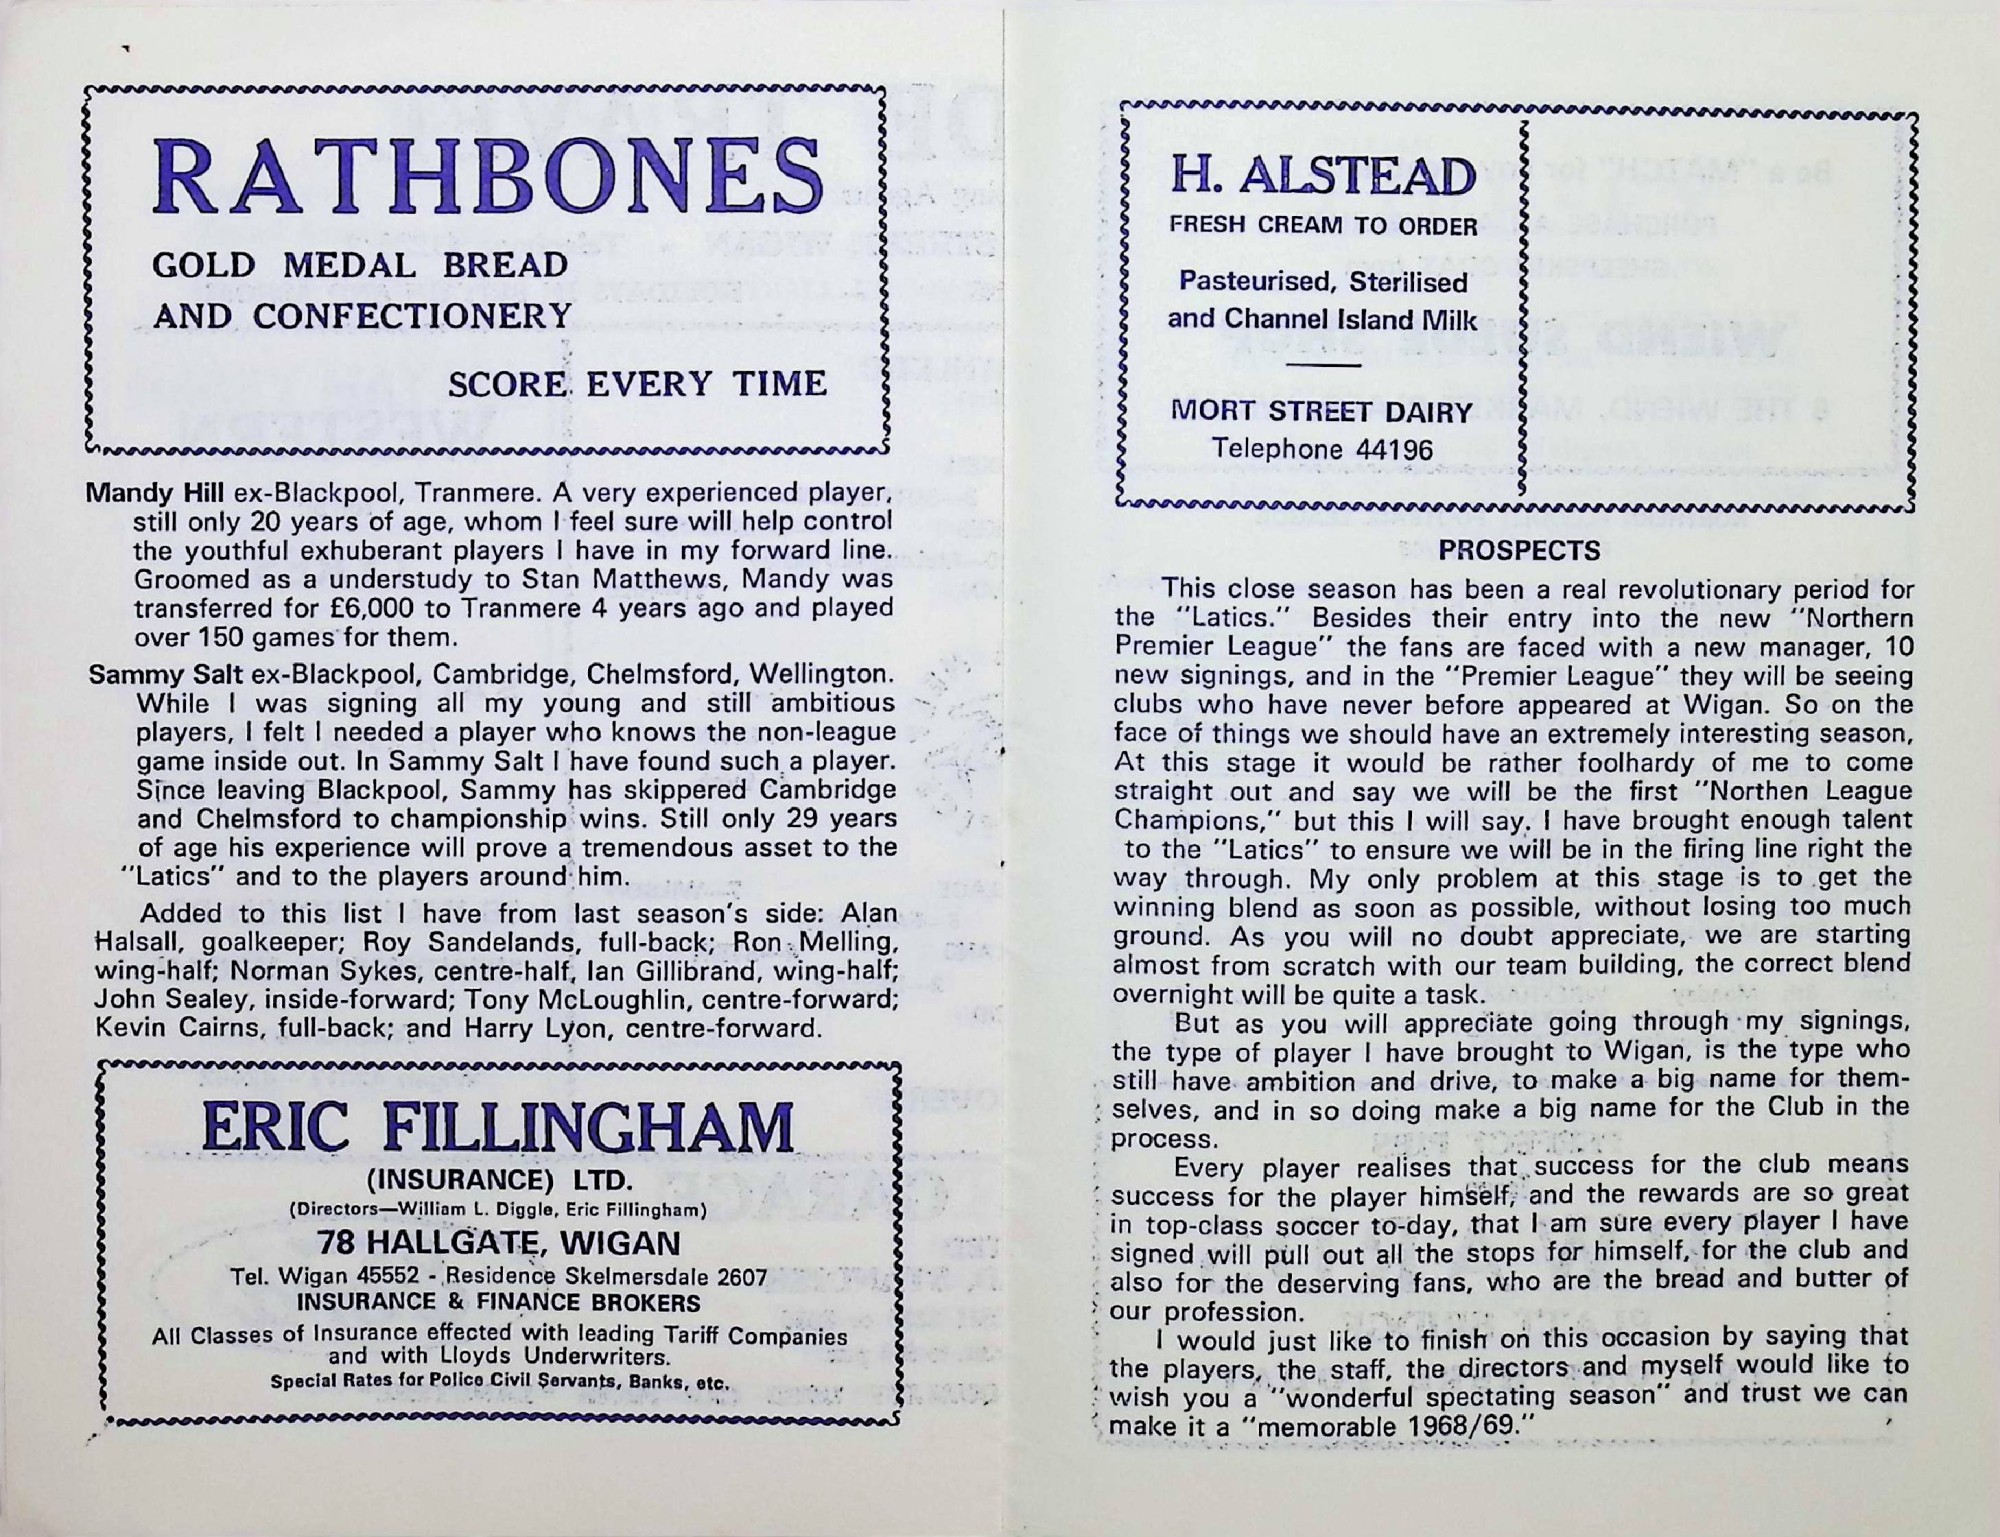 RATHBONES
GOLD MEDAL BREAD
AND CONFECTIONERY
SCORE EVERY TIME
Mandy Hill ex-Blackpool, Tranmere. A very experienced player,
still only 20 years of age, whom I feel sure will help control
the youthful exhuberant players I have in my forward line.
Groomed as a understudy to Stan Matthews, Mandy was
transferred for £6,000 to Tranmere 4 years ago and played
over 150 games for them.
Sammy Salt ex-Blackpool, Cambridge, Chelmsford, Wellington.
While I was signing all my young and still ambitious
players, I felt I needed a player who knows the non-league
game inside out. In Sammy Salt I have found such a player.
Since leaving Blackpool, Sammy has skippered Cambridge
and Chelmsford to championship wins. Still only 29 years
of age his experience will prove a tremendous asset to the
"Latics" and to the players around him.
Added to this list I have from last season's side: Alan
Halsall, goalkeeper; Roy Sandelands, full-back; Ron Melling,
wing-half; Norman Sykes, centre-half, Ian Gillibrand, wing-half;
John Sealey, inside-forward; Tony McLoughlin, centre-forward;
Kevin Cairns, full-back; and Harry Lyon, centre-forward.
ERIC FILLINGHAM
(INSURANCE) LTD.
(Directors—William L. Diggle, Eric Fillingham)
78 HALLGATE, WIGAN
Tel. Wigan 45552 - Residence Skelmersdale 2607
INSURANCE & FINANCE BROKERS
All Classes of Insurance effected with leading Tariff Companies
and with Lloyds Underwriters.
Special Rates for Police Civil Servants, Banks, etc.
H. ALSTEAD
FRESH CREAM TO ORDER
Pasteurised, Sterilised
and Channel Island Milk
MORT STREET DAIRY
Telephone 44196
PROSPECTS
This close season has been a real revolutionary period for
the "Latics." Besides their entry into the new "Northern
Premier League" the fans are faced with a new manager, 10
new signings, and in the "Premier League" they will be seeing
clubs who have never before appeared at Wigan. So on the
face of things we should have an extremely interesting season,
At this stage it would be rather foolhardy of me to come
straight out and say we will be the first "Northen League
Champions," but this I will say. I have brought enough talent
to the "Latics" to ensure we will be in the firing line right the
way through. My only problem at this stage is to get the
winning blend as soon as possible, without losing too much
ground. As you will no doubt appreciate, we are starting
almost from scratch with our team building, the correct blend
overnight will be quite a task.
But as you will appreciate going through my signings,
the type of player I have brought to Wigan, is the type who
still have ambition and drive, to make a big name for them-
selves, and in so doing make a big name for the Club in the
process.
Every player realises that success for the club means
success for the player himself, and the rewards are so great
in top-class soccer to-day, that I am sure every player I have
signed will pull out all the stops for himself, for the club and
also for the deserving fans, who are the bread and butter of
our profession.
I would just like to finish on this occasion by saying that
the players, the staff, the directors and myself would like to
wish you a "wonderful spectating season" and trust we can
make it a "memorable 1968/69."